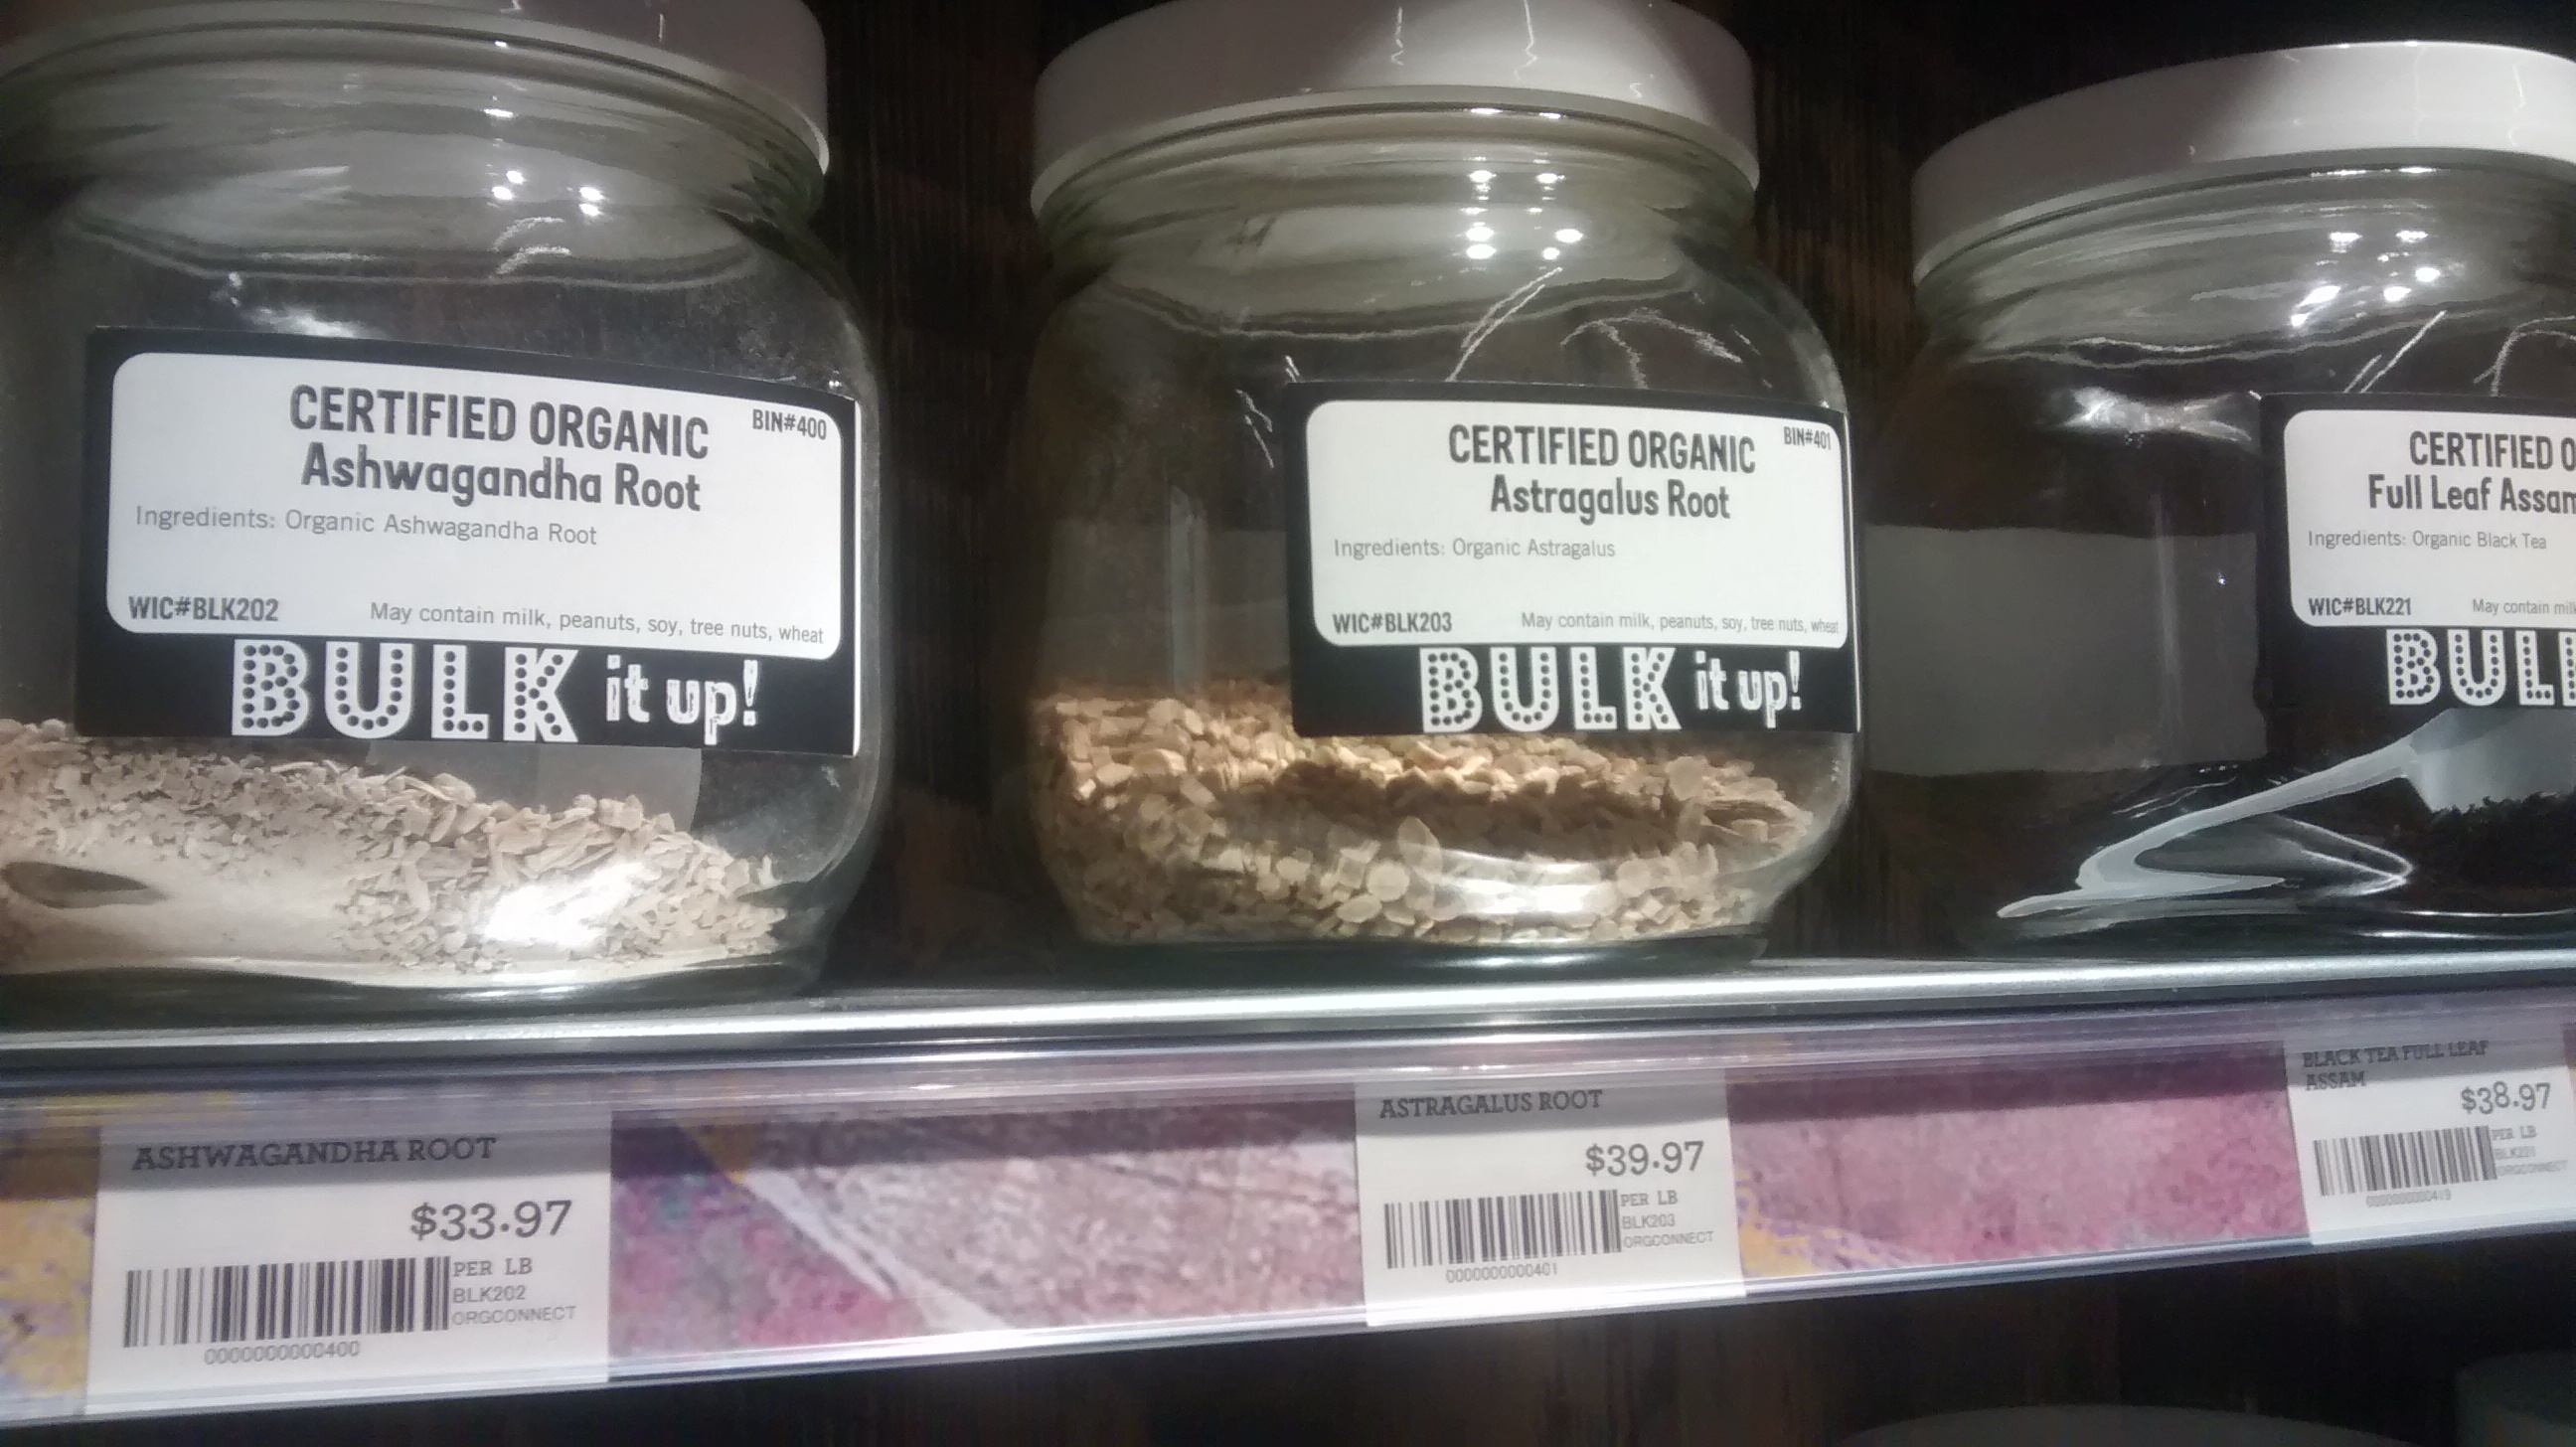 CERTIFIED ORGANIC
BIN#400
Ashwagandha Root
Ingredients: Organic Ashwagandha Root
WIC#BLK202
May contain milk, peanuts, soy, tree nuts, wheat
BULK it up!
CERTIFIED ORGANIC
BIN#401
Astragalus Root
Ingredients: Organic Astragalus
WIC#BLK203
May contain milk, peanuts, soy, tree nuts, wheat
BULK it up!
CERTIFIED O
Full Leaf Assam
Ingredients: Organic Black Tea
WIC#BLK221
May contain milk
BULK
ASHWAGANDHA ROOT
$33.97
PER LB
BLK202
ORGCONNECT
0000000000400
ASTRAGALUS ROOT
$39.97
PER LB
BLK203
ORGCONNECT
0000000000401
BLACK TEA FULL LEAF
ASSAM
$38.97
PER LB
BLK221
ORGCONNECT
0000000000419